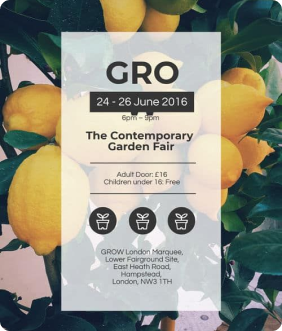 GRO
24 - 26 June 2016
6pm – 9pm
The Contemporary
Garden Fair
Adult Door: £16
Children under 16: Free
GROW London Marquee,
Lower Fairground Site,
East Heath Road,
Hampstead,
London, NW3 1TH